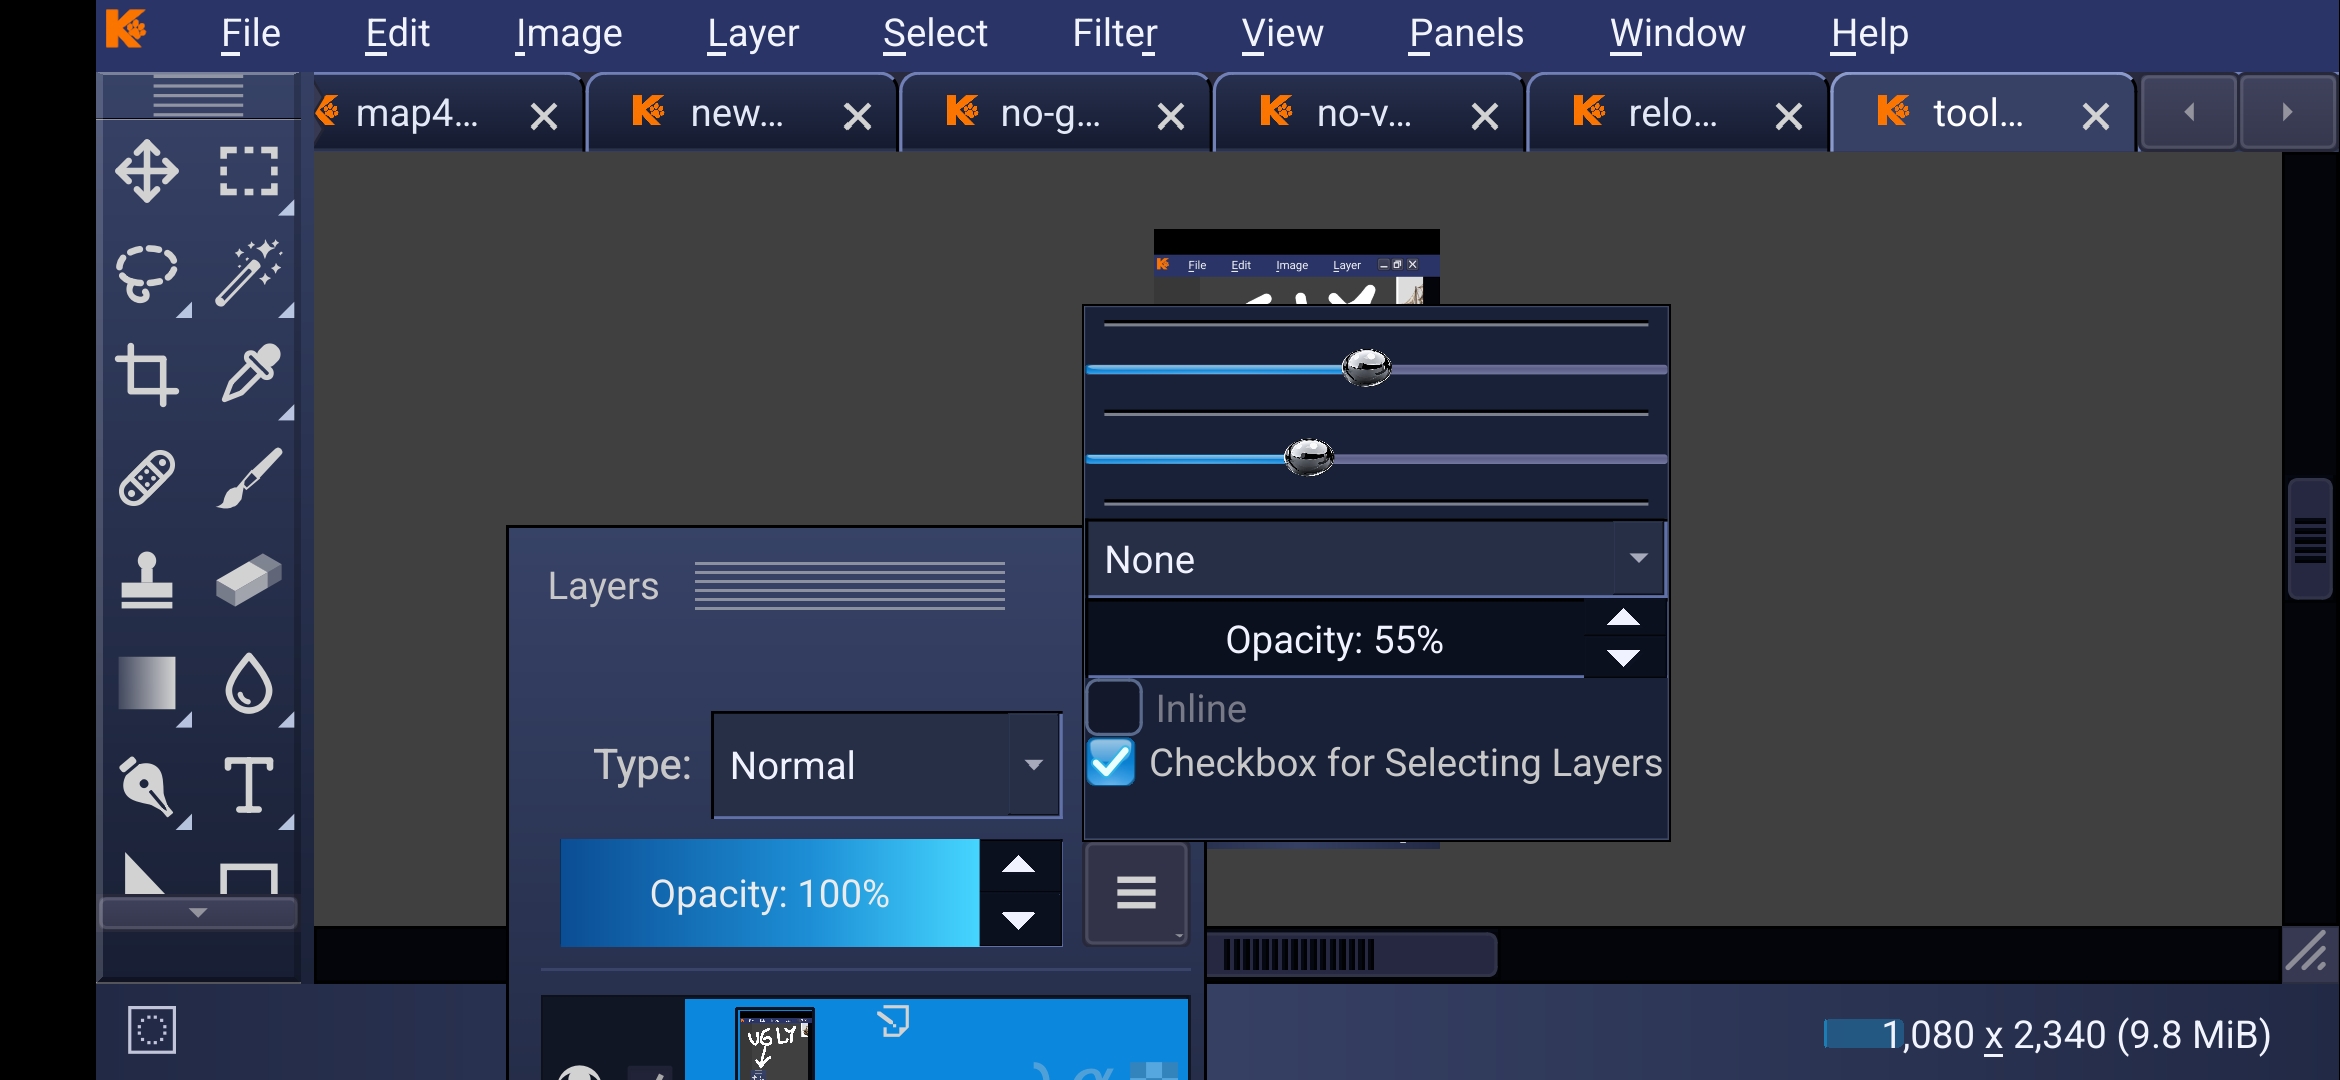 File Edit Image Layer Select Filter View Panels Window Help
map4... new... no-g... no-v... relo... tool...
File Edit Image Layer
None
Layers
Opacity: 55%
Inline
Type: Normal
Checkbox for Selecting Layers
Opacity: 100%
UGLY
1,080 x 2,340 (9.8 MiB)